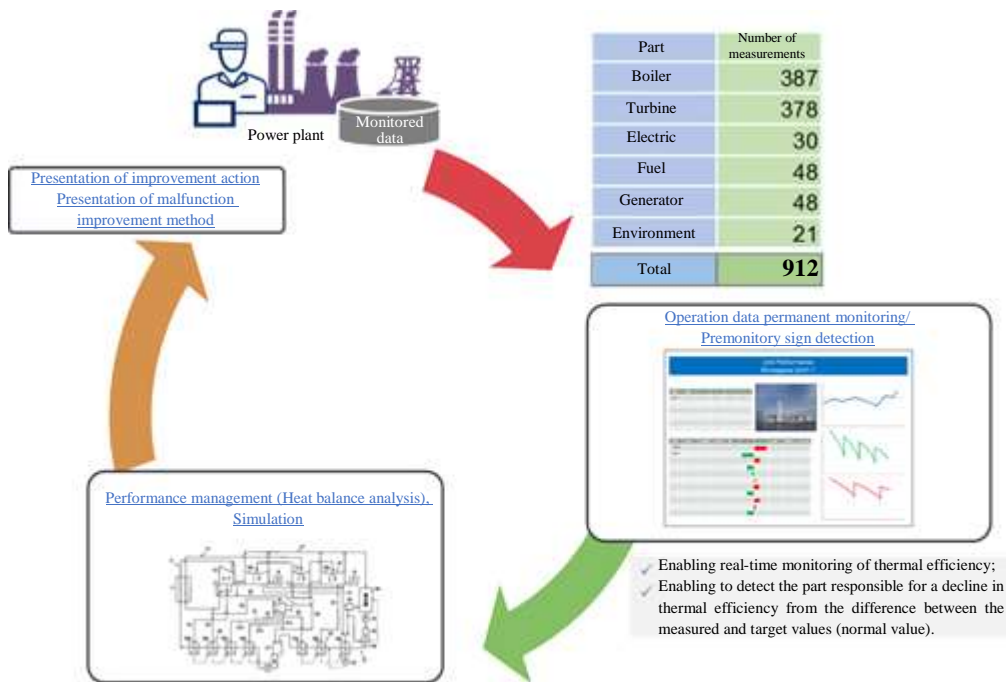 Power plant
Monitored
data
Part
Number of
measurements
Boiler
387
Turbine
378
Electric
30
Fuel
48
Generator
48
Environment
21
Total
912
Presentation of improvement action
Presentation of malfunction
improvement method
Operation data permanent monitoring/
Premonitory sign detection
Performance management (Heat balance analysis),
Simulation
Enabling real-time monitoring of thermal efficiency;
Enabling to detect the part responsible for a decline in
thermal efficiency from the difference between the
measured and target values (normal value).